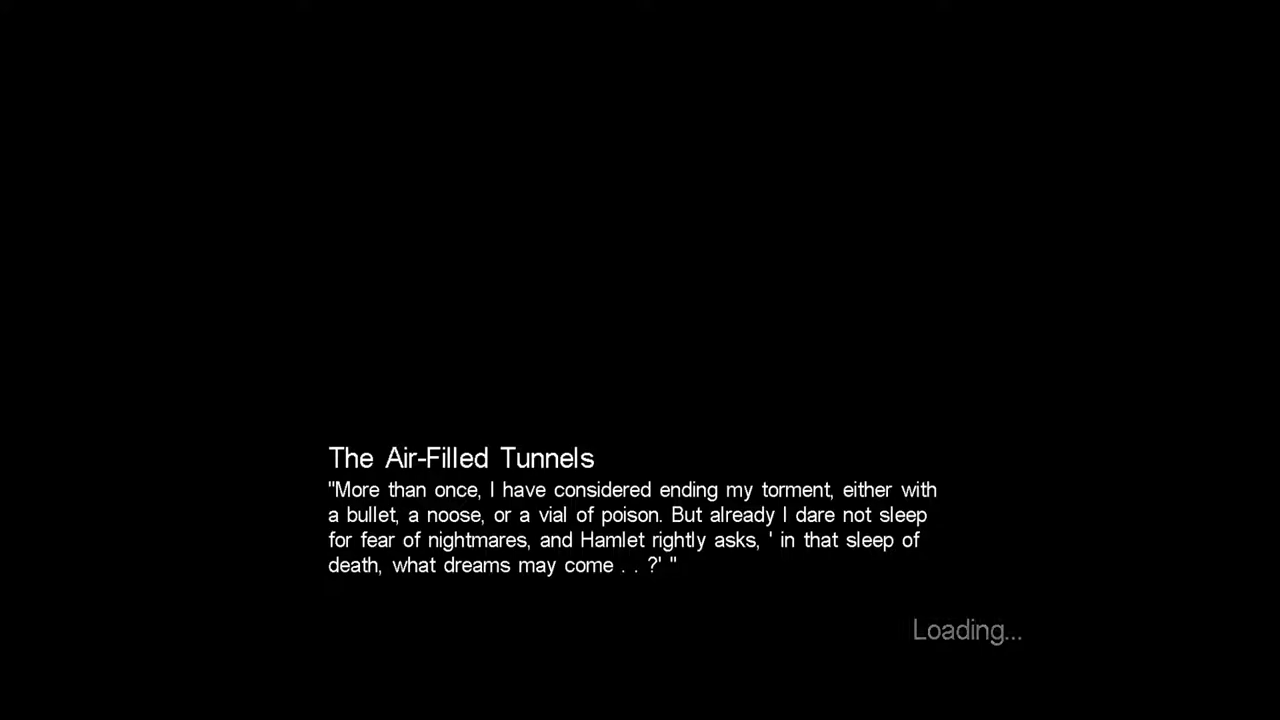 The Air-Filled Tunnels
"More than once, I have considered ending my torment, either with
a bullet, a noose, or a vial of poison. But already I dare not sleep
for fear of nightmares, and Hamlet rightly asks, ' in that sleep of
death, what dreams may come . . ?' "
Loading...